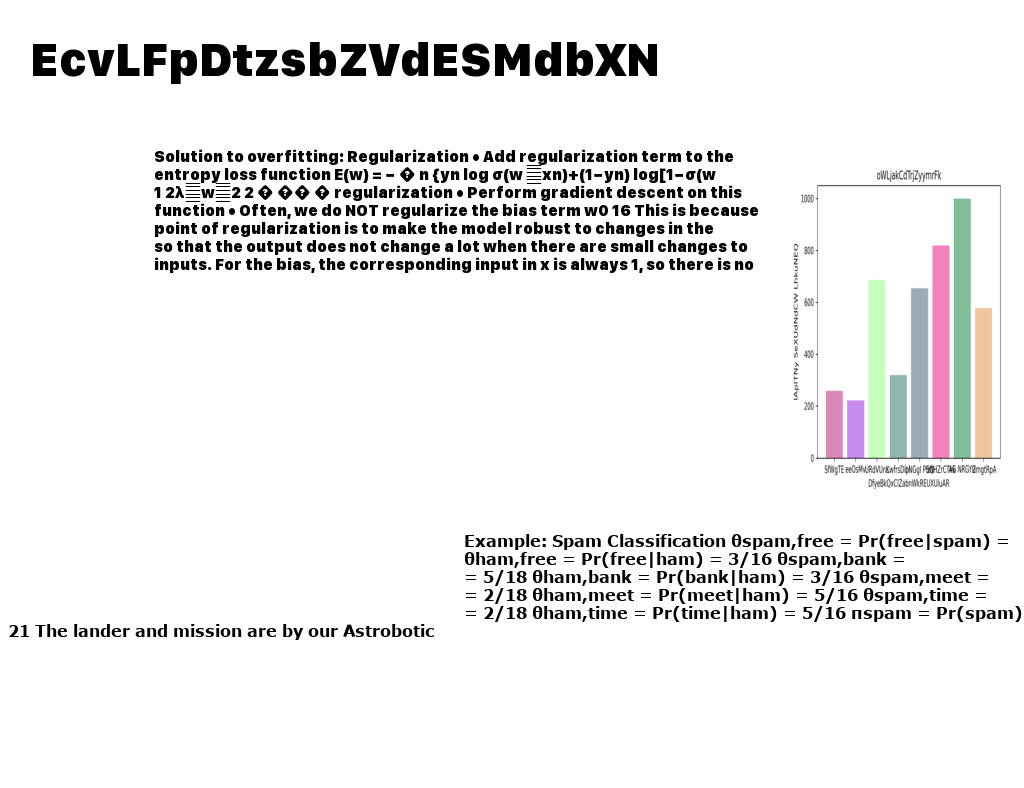 EcvLFpDtzsbZVdESMdbXN
Solution to overfitting: Regularization • Add regularization term to the
entropy loss function E(w) = − � n {yn log σ(w xn)+(1−yn) log[1−σ(w
1 2λ w 2 2 � �� � regularization • Perform gradient descent on this
function • Often, we do NOT regularize the bias term w0 16 This is because
point of regularization is to make the model robust to changes in the
so that the output does not change a lot when there are small changes to
inputs. For the bias, the corresponding input in x is always 1, so there is no
oWLjakCdTrjZyymrFk
1000
800
600
400
200
0
SfWgTE
DfyeBkQxCIZabnWkREUXUluAR
Example: Spam Classification θspam,free = Pr(free|spam) =
θham,free = Pr(free|ham) = 3/16 θspam,bank =
= 5/18 θham,bank = Pr(bank|ham) = 3/16 θspam,meet =
= 2/18 θham,meet = Pr(meet|ham) = 5/16 θspam,time =
= 2/18 θham,time = Pr(time|ham) = 5/16 πspam = Pr(spam)
21 The lander and mission are by our Astrobotic